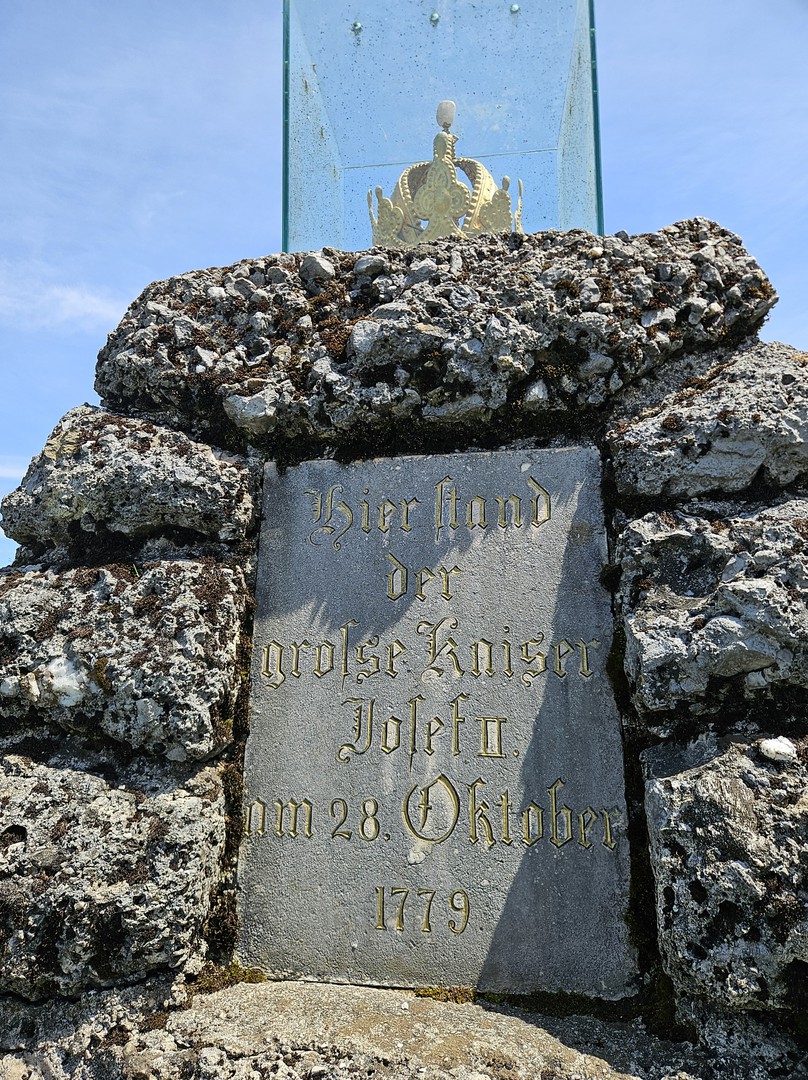 Hier stand
der
grosse Kaiser
Josef II.
am 28. Oktober
1779.